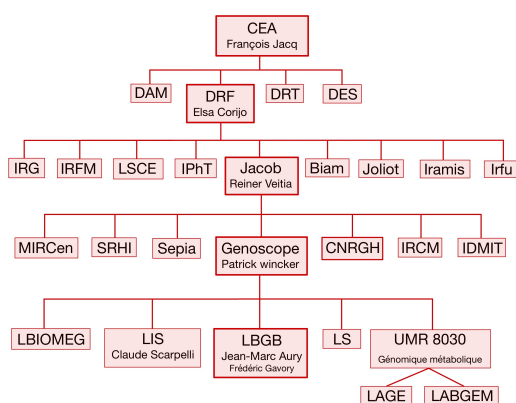 CEA
François Jacq
DAM
DRF
Elsa Corijo
DRT
DES
IRG
IRFM
LSCE
IPhT
Jacob
Reiner Veitia
Biam
Joliot
Iramis
Irfu
MIRCen
SRHI
Sepia
Genoscope
Patrick wincker
CNRGH
IRCM
IDMIT
LBIOMEG
LIS
Claude Scarpelli
LBGB
Jean-Marc Aury
Frédéric Gavory
LS
UMR 8030
Génomique métabolique
LAGE
LABGEM